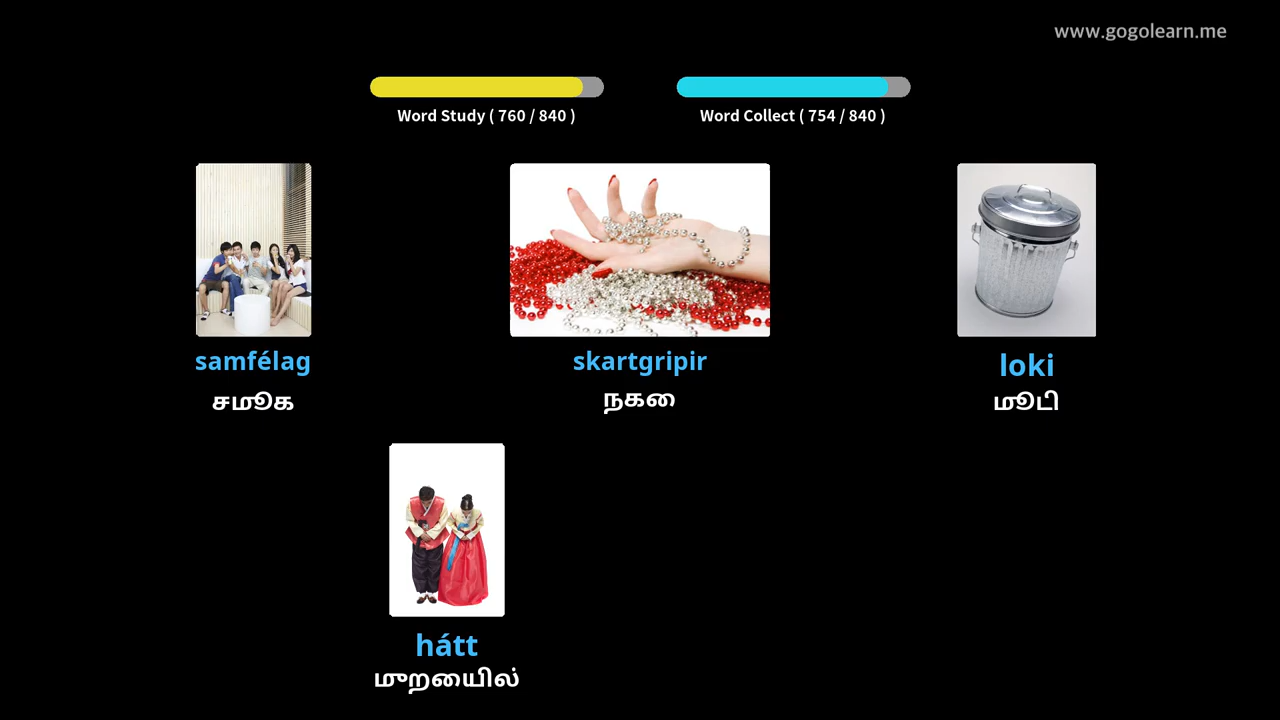 www.gogolearn.me
Word Study ( 760 / 840 )
Word Collect ( 754 / 840 )
samfélag
சமூக
skartgripir
நகை
loki
மூடி
hátt
முறையில்